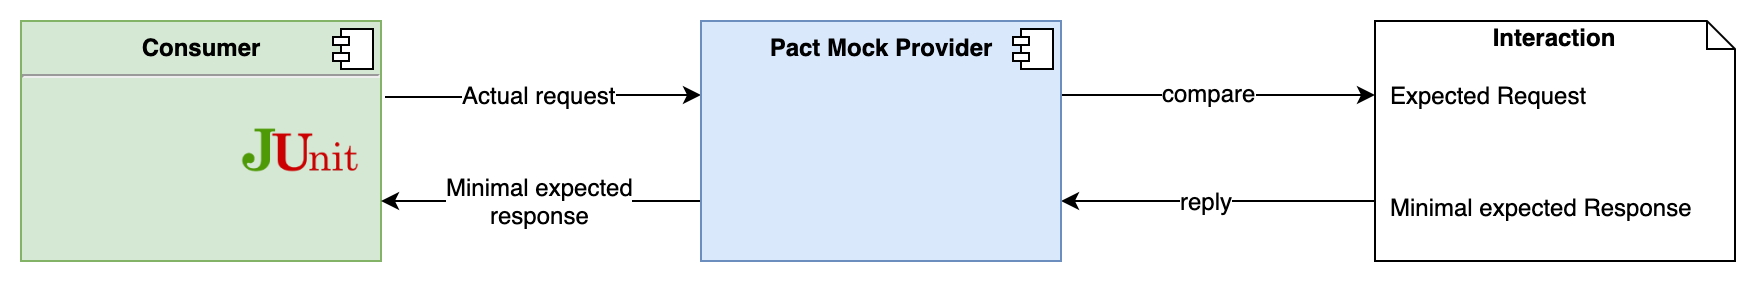 Consumer
JUnit
Actual request
Minimal expected
response
Pact Mock Provider
compare
reply
Interaction
Expected Request
Minimal expected Response